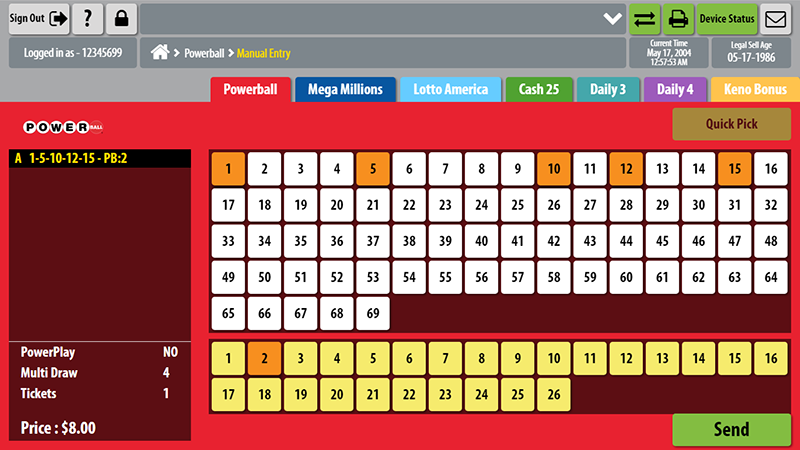 Sign Out ? Device Status
Logged in as - 12345699
Powerball Manual Entry
Current Time
May 17, 2004
12:57:53 AM
Legal Sell Age
05-17-1986
Powerball Mega Millions Lotto America Cash 25 Daily 3 Daily 4 Keno Bonus
POWERBALL
Quick Pick
A 1-5-10-12-15 - PB:2
1 2 3 4 5 6 7 8 9 10 11 12 13 14 15 16
17 18 19 20 21 22 23 24 25 26 27 28 29 30 31 32
33 34 35 36 37 38 39 40 41 42 43 44 45 46 47 48
49 50 51 52 53 54 55 56 57 58 59 60 61 62 63 64
65 66 67 68 69
PowerPlay NO
Multi Draw 4
Tickets 1
Price : $8.00
1 2 3 4 5 6 7 8 9 10 11 12 13 14 15 16
17 18 19 20 21 22 23 24 25 26
Send